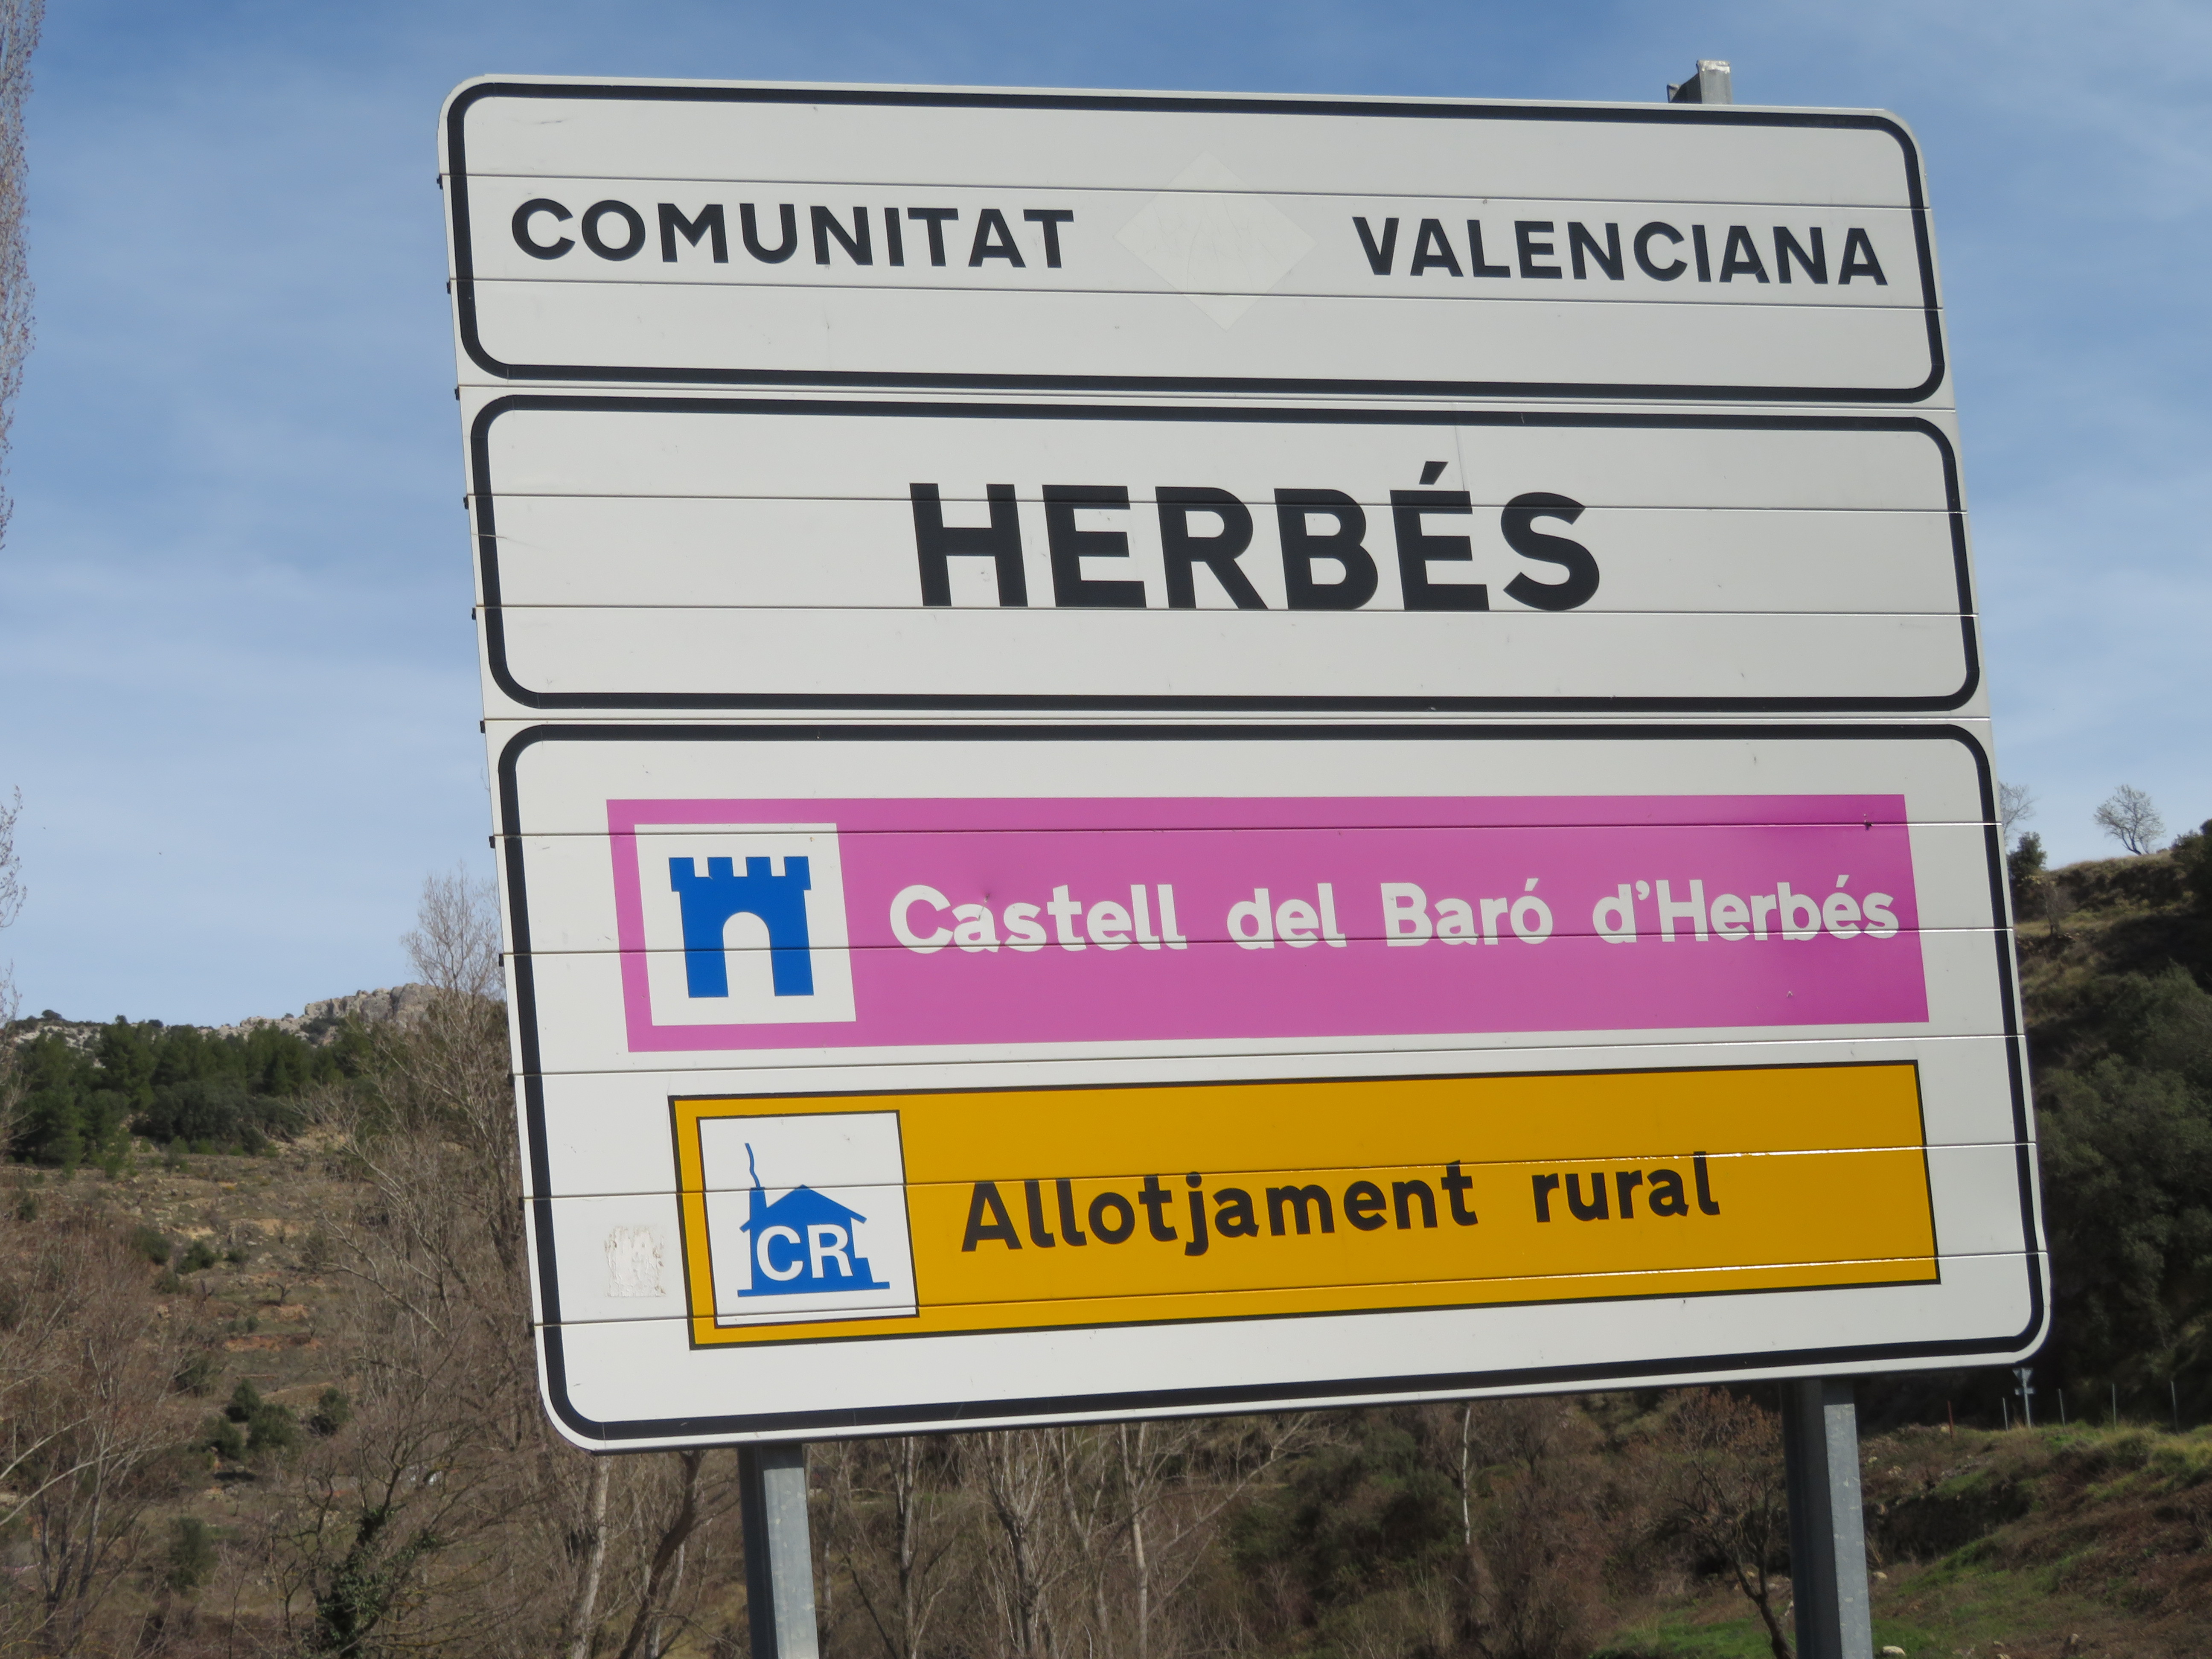 COMUNITAT VALENCIANA
HERBÉS
Castell del Baró d'Herbés
CR
Allotjament rural